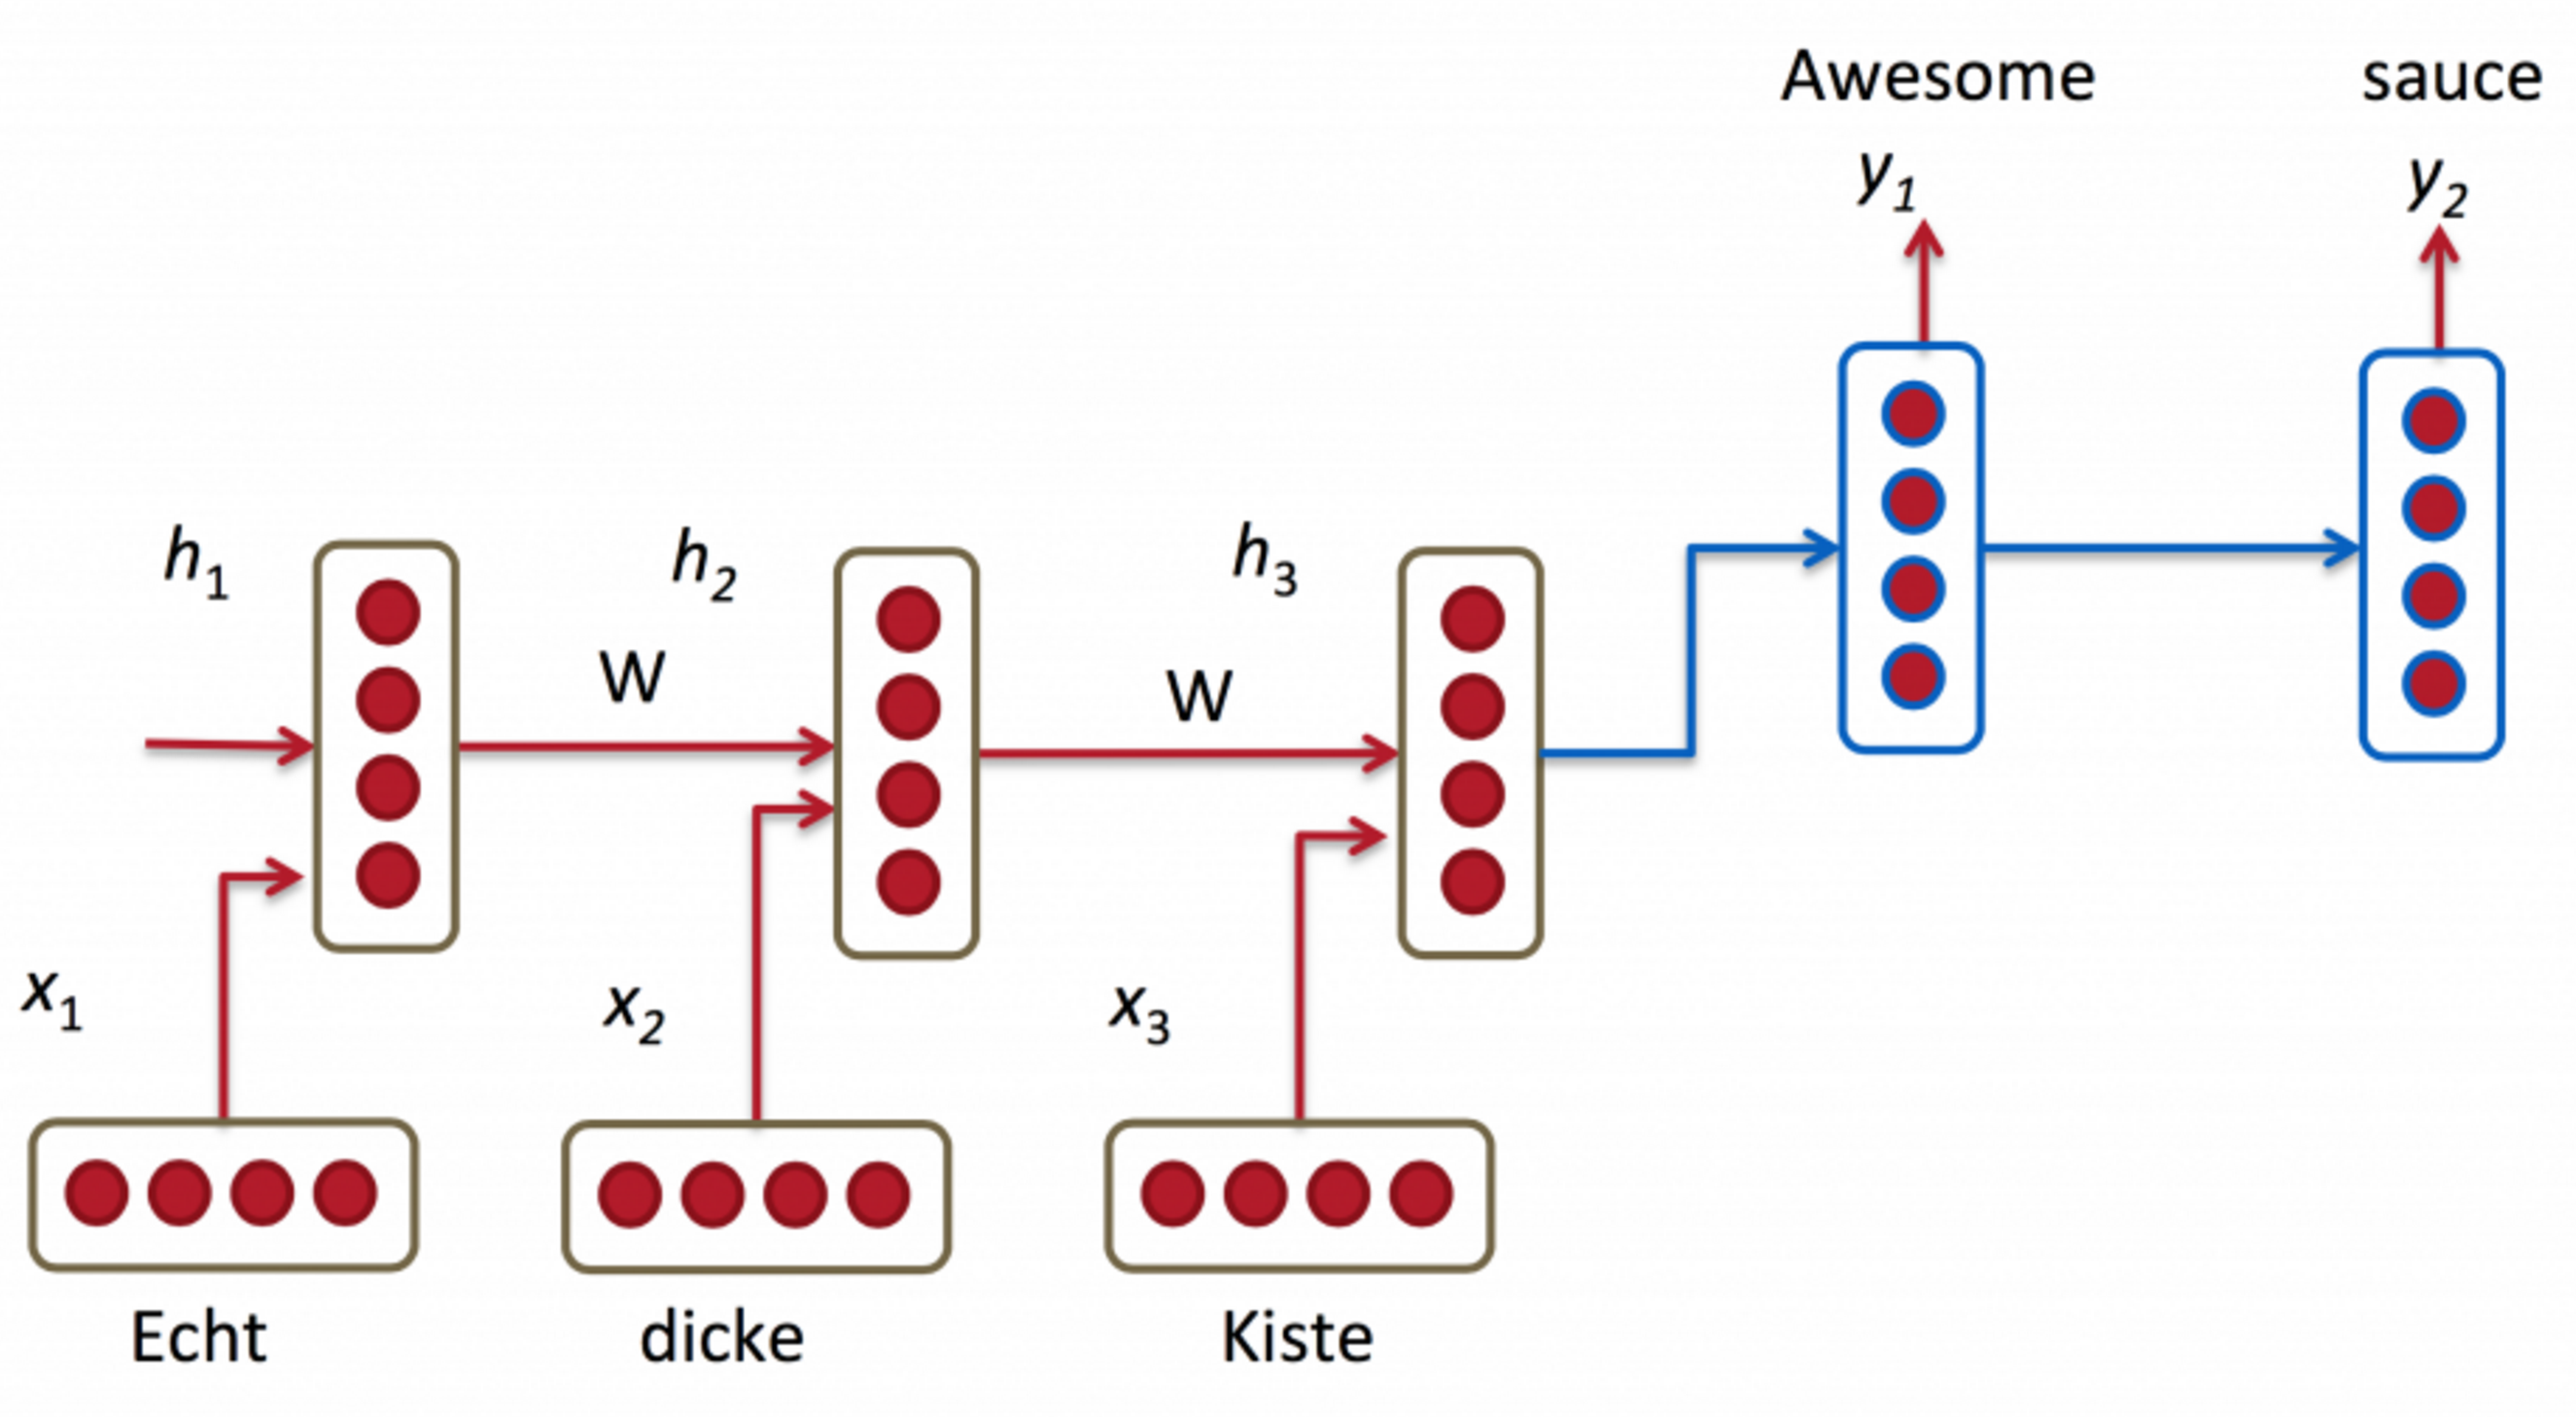 Awesome sauce
y1 y2
h1 h2 h3
W W
x1 x2 x3
Echt dicke Kiste